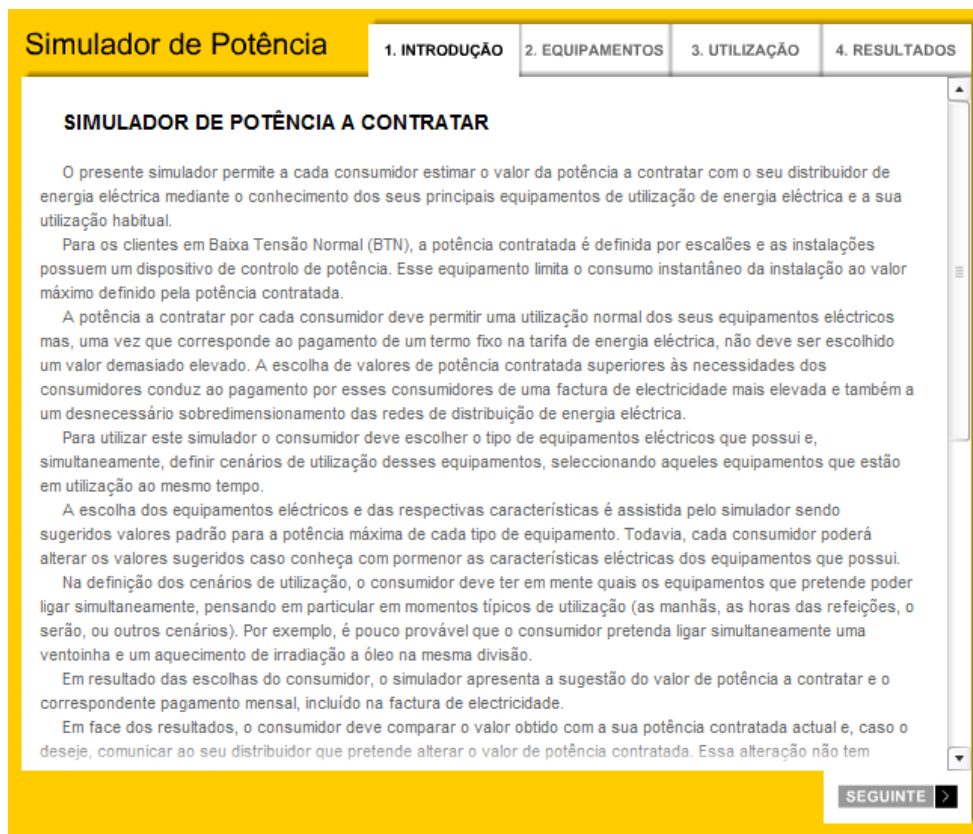 Simulador de Potência
1. INTRODUÇÃO
2. EQUIPAMENTOS
3. UTILIZAÇÃO
4. RESULTADOS
SIMULADOR DE POTÊNCIA A CONTRATAR
O presente simulador permite a cada consumidor estimar o valor da potência a contratar com o seu distribuidor de
energia eléctrica mediante o conhecimento dos seus principais equipamentos de utilização de energia eléctrica e a sua
utilização habitual.
Para os clientes em Baixa Tensão Normal (BTN), a potência contratada é definida por escalões e as instalações
possuem um dispositivo de controlo de potência. Esse equipamento limita o consumo instantâneo da instalação ao valor
máximo definido pela potência contratada.
A potência a contratar por cada consumidor deve permitir uma utilização normal dos seus equipamentos eléctricos
mas, uma vez que corresponde ao pagamento de um termo fixo na tarifa de energia eléctrica, não deve ser escolhido
um valor demasiado elevado. A escolha de valores de potência contratada superiores às necessidades dos
consumidores conduz ao pagamento por esses consumidores de uma factura de electricidade mais elevada e também a
um desnecessário sobredimensionamento das redes de distribuição de energia eléctrica.
Para utilizar este simulador o consumidor deve escolher o tipo de equipamentos eléctricos que possui e,
simultaneamente, definir cenários de utilização desses equipamentos, seleccionando aqueles equipamentos que estão
em utilização ao mesmo tempo.
A escolha dos equipamentos eléctricos e das respectivas características é assistida pelo simulador sendo
sugeridos valores padrão para a potência máxima de cada tipo de equipamento. Todavia, cada consumidor poderá
alterar os valores sugeridos caso conheça com pormenor as características eléctricas dos equipamentos que possui.
Na definição dos cenários de utilização, o consumidor deve ter em mente quais os equipamentos que pretende poder
ligar simultaneamente, pensando em particular em momentos típicos de utilização (as manhãs, as horas das refeições, o
serão, ou outros cenários). Por exemplo, é pouco provável que o consumidor pretenda ligar simultaneamente uma
ventoinha e um aquecimento de irradiação a óleo na mesma divisão.
Em resultado das escolhas do consumidor, o simulador apresenta a sugestão do valor de potência a contratar e o
correspondente pagamento mensal, incluído na factura de electricidade.
Em face dos resultados, o consumidor deve comparar o valor obtido com a sua potência contratada actual e, caso o
deseje, comunicar ao seu distribuidor que pretende alterar o valor de potência contratada. Essa alteração não tem
SEGUINTE >